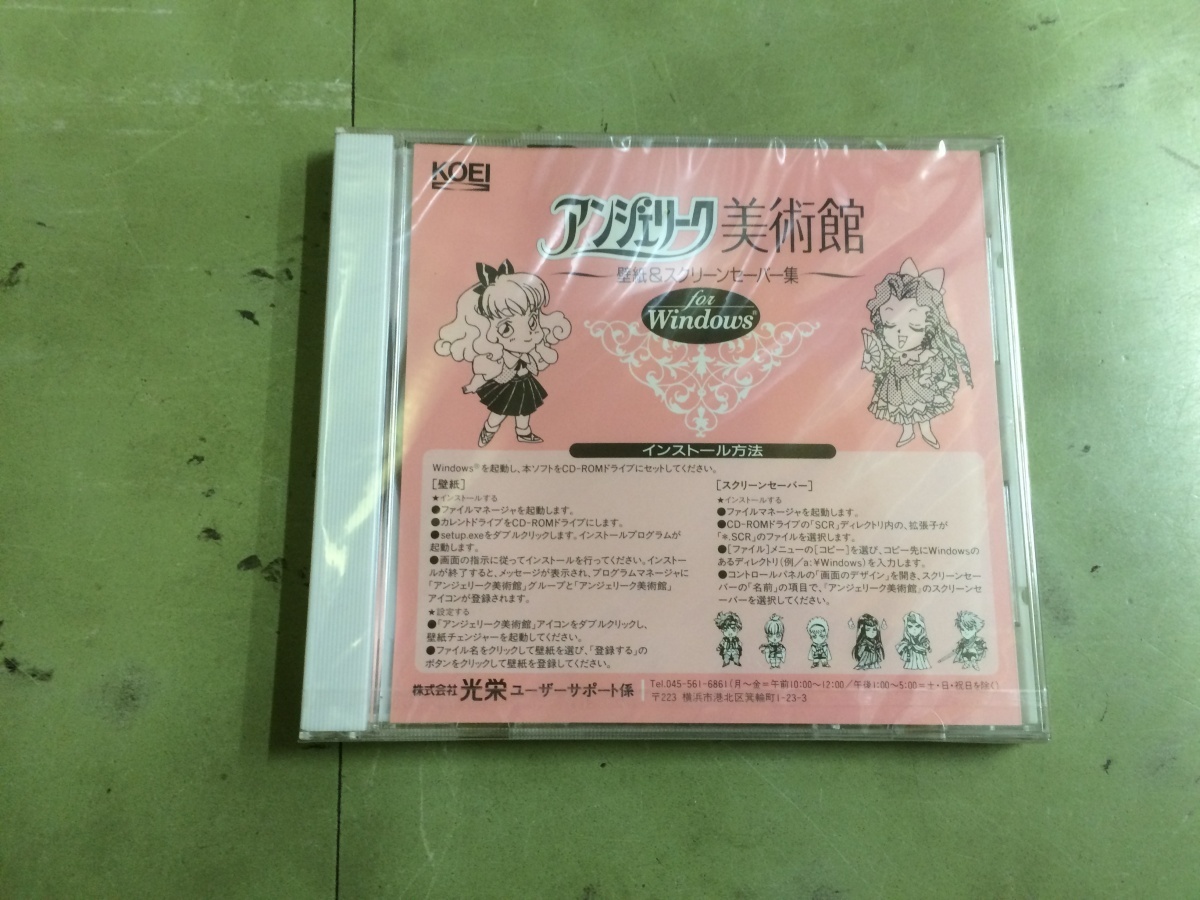 KOEI
アンジェリーク美術館
壁紙&スクリーンセーバー集
for
Windows®
インストール方法
Windows®を起動し、本ソフトをCD-ROMドライブにセットしてください。
[壁紙]
★インストールする
●ファイルマネージャを起動します。
●カレントドライブをCD-ROMドライブにします。
●setup.exeをダブルクリックします。インストールプログラムが
起動します。
●画面の指示に従ってインストールを行ってください。インストー
ルが終了すると、メッセージが表示され、プログラムマネージャに
「アンジェリーク美術館」グループと「アンジェリーク美術館」
アイコンが登録されます。
★設定する
●「アンジェリーク美術館」アイコンをダブルクリックし、
壁紙チェンジャーを起動してください。
●ファイル名をクリックして壁紙を選び、「登録する」の
ボタンをクリックして壁紙を登録してください。
[スクリーンセーバー]
★インストールする
●ファイルマネージャを起動します。
●CD-ROMドライブの「SCR」ディレクトリ内の、拡張子が
「*.SCR」のファイルを選択します。
●[ファイル]メニューの[コピー]を選び、コピー先にWindowsの
あるディレクトリ(例/a:¥Windows)を入力します。
●コントロールパネルの「画面のデザイン」を開き、スクリーンセー
バーの「名前」の項目で、「アンジェリーク美術館」のスクリーンセ
ーバーを選択してください。
株式会社 光栄 ユーザーサポート係
Tel.045-561-6861(月〜金=午前10:00〜12:00/午後1:00〜5:00=土・日・祝日を除く)
〒223 横浜市港北区箕輪町1-23-3